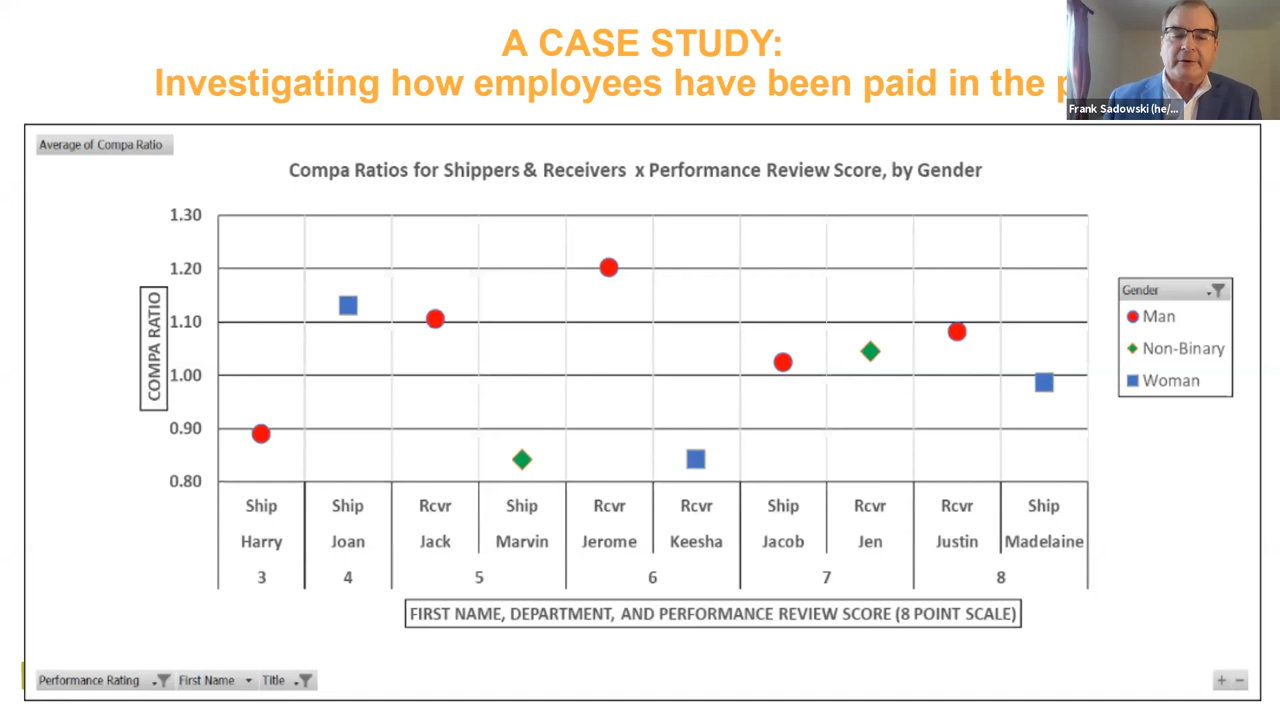 A CASE STUDY:
Investigating how employees have been paid in the
Frank Sadowski (he/...
Average of Compa Ratio
Compa Ratios for Shippers & Receivers x Performance Review Score, by Gender
1.30
1.20
1.10
1.00
0.90
0.80
COMPA RATIO
Gender
Man
Non-Binary
Woman
Ship Ship Rcvr Ship Rcvr Rcvr Ship Rcvr Rcvr Ship
Harry Joan Jack Marvin Jerome Keesha Jacob Jen Justin Madelaine
3 4 5 6 7 8
FIRST NAME, DEPARTMENT, AND PERFORMANCE REVIEW SCORE (8 POINT SCALE)
Performance Rating First Name Title
+ −